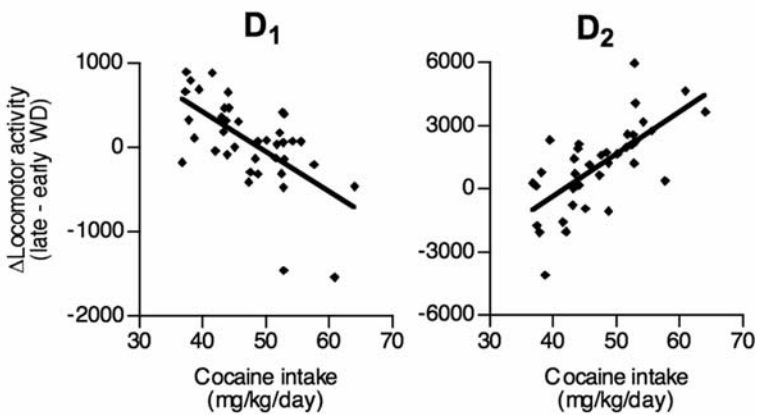 D1
D2
ΔLocomotor activity
(late - early WD)
1000
0
-1000
-2000
30 40 50 60 70
Cocaine intake
(mg/kg/day)
6000
3000
0
-3000
-6000
30 40 50 60 70
Cocaine intake
(mg/kg/day)